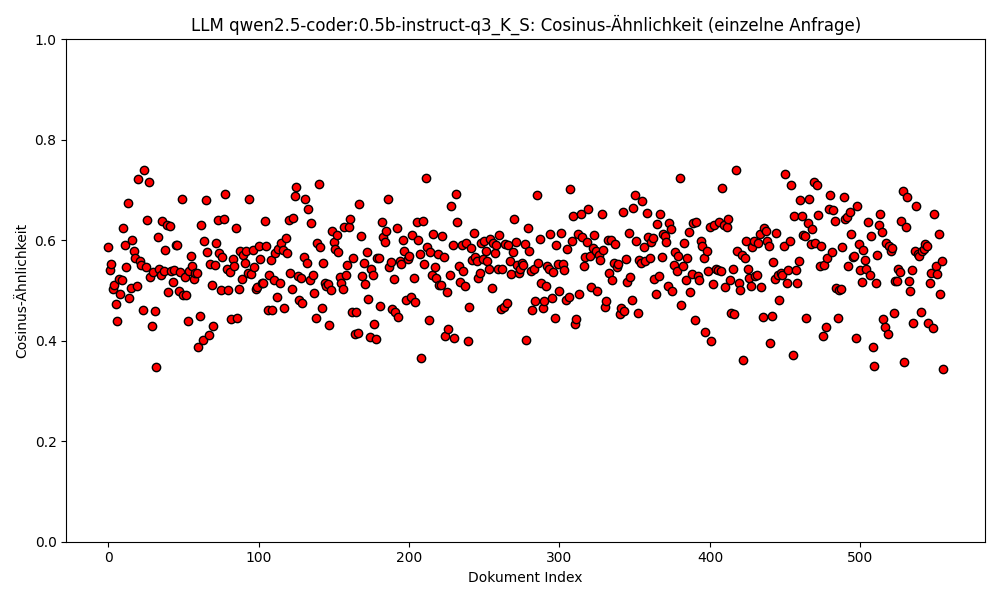 LLM qwen2.5-coder:0.5b-instruct-q3_K_S: Cosinus-Ähnlichkeit (einzelne Anfrage)
1.0
0.8
0.6
0.4
0.2
0.0
Cosinus-Ähnlichkeit
0 100 200 300 400 500
Dokument Index